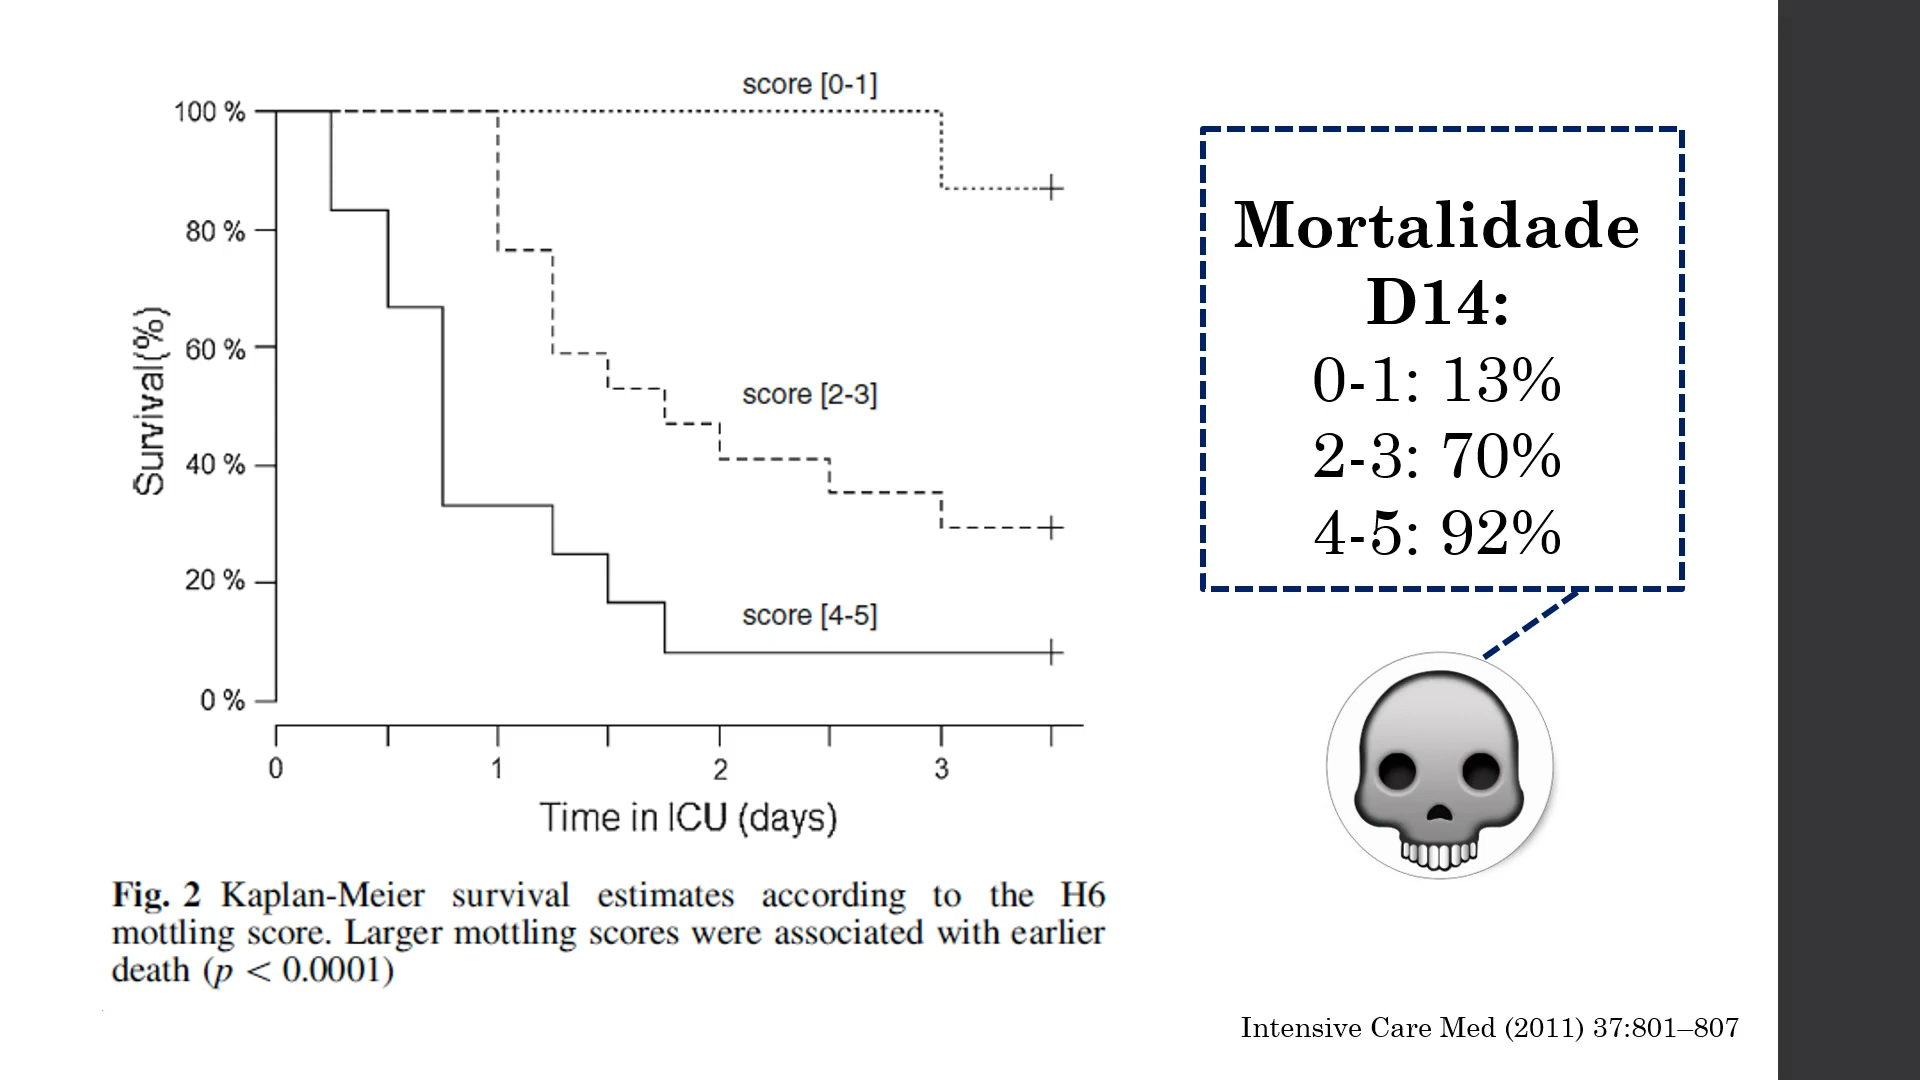 score [0-1]
100 %
80 %
60 %
40 %
20 %
0 %
Survival(%)
score [2-3]
score [4-5]
0 1 2 3
Time in ICU (days)
Fig. 2 Kaplan-Meier survival estimates according to the H6
mottling score. Larger mottling scores were associated with earlier
death (p < 0.0001)
Mortalidade
D14:
0-1: 13%
2-3: 70%
4-5: 92%
Intensive Care Med (2011) 37:801–807